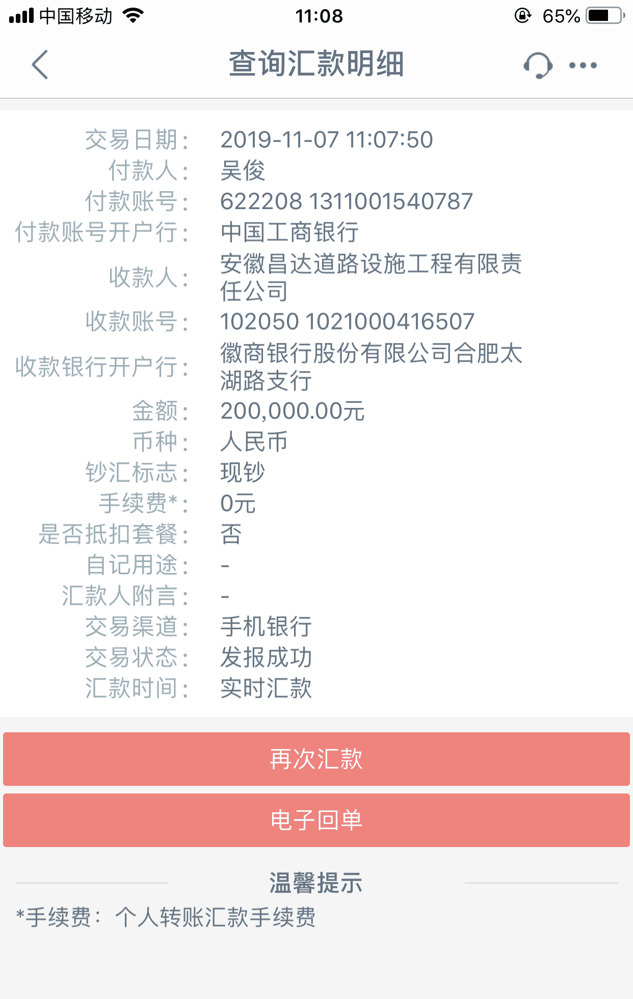 中国移动 11:08 65%
查询汇款明细
交易日期： 2019-11-07 11:07:50
付款人： 吴俊
付款账号： 622208 1311001540787
付款账号开户行： 中国工商银行
收款人： 安徽昌达道路设施工程有限责
任公司
收款账号： 102050 1021000416507
收款银行开户行： 徽商银行股份有限公司合肥太
湖路支行
金额： 200,000.00元
币种： 人民币
钞汇标志： 现钞
手续费*： 0元
是否抵扣套餐： 否
自记用途： -
汇款人附言： -
交易渠道： 手机银行
交易状态： 发报成功
汇款时间： 实时汇款
再次汇款
电子回单
温馨提示
*手续费：个人转账汇款手续费